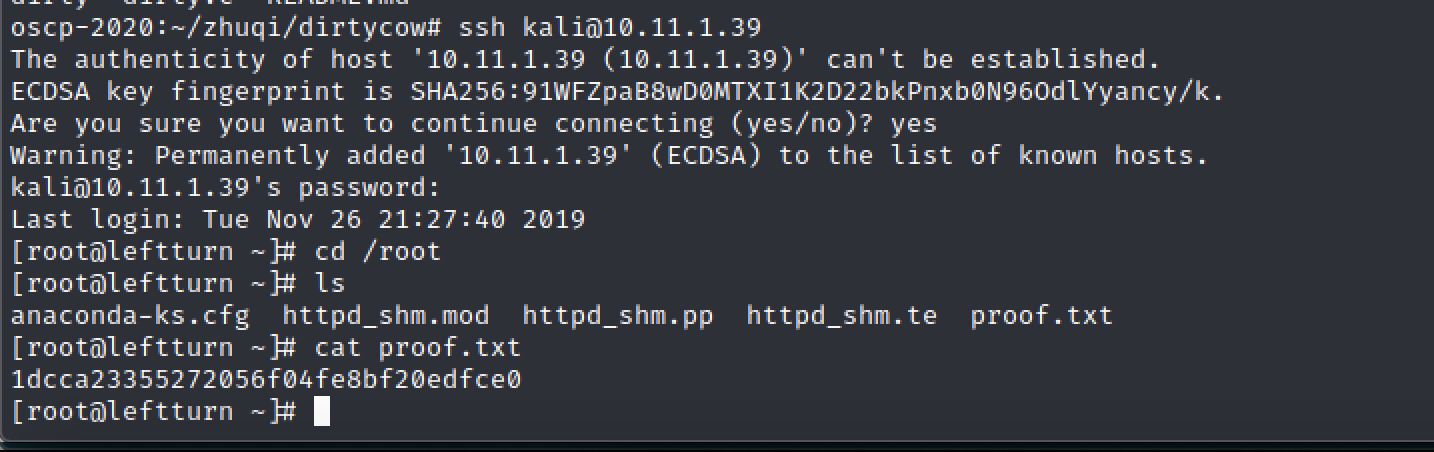 oscp-2020:~/zhuqi/dirtycow# ssh kali@10.11.1.39
The authenticity of host '10.11.1.39 (10.11.1.39)' can't be established.
ECDSA key fingerprint is SHA256:91WFZpaB8wD0MTXI1K2D22bkPnxb0N96OdlYyancy/k.
Are you sure you want to continue connecting (yes/no)? yes
Warning: Permanently added '10.11.1.39' (ECDSA) to the list of known hosts.
kali@10.11.1.39's password:
Last login: Tue Nov 26 21:27:40 2019
[root@leftturn ~]# cd /root
[root@leftturn ~]# ls
anaconda-ks.cfg  httpd_shm.mod  httpd_shm.pp  httpd_shm.te  proof.txt
[root@leftturn ~]# cat proof.txt
1dcca23355272056f04fe8bf20edfce0
[root@leftturn ~]#